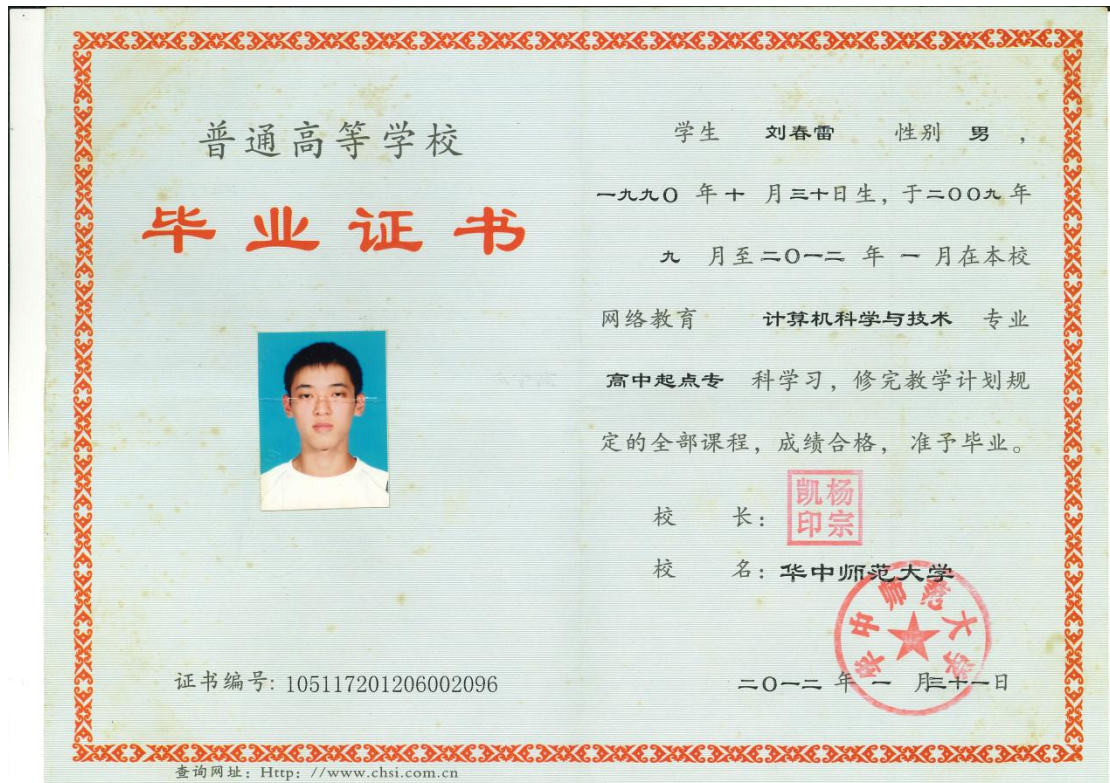 普通高等学校
毕业证书
证书编号: 105117201206002096
查询网址: Http: //www.chsi.com.cn
学生 刘春雷 性别 男 ,
一九九〇 年 十 月 三十日生, 于二〇〇九 年
九 月至 二〇一二 年 一 月在本校
网络教育 计算机科学与技术 专业
高中起点专 科学习, 修完教学计划规
定的全部课程, 成绩合格, 准予毕业。
校 长:
杨宗凯印
校 名: 华中师范大学
华中师范大学
二〇一二 年 一 月三十一日